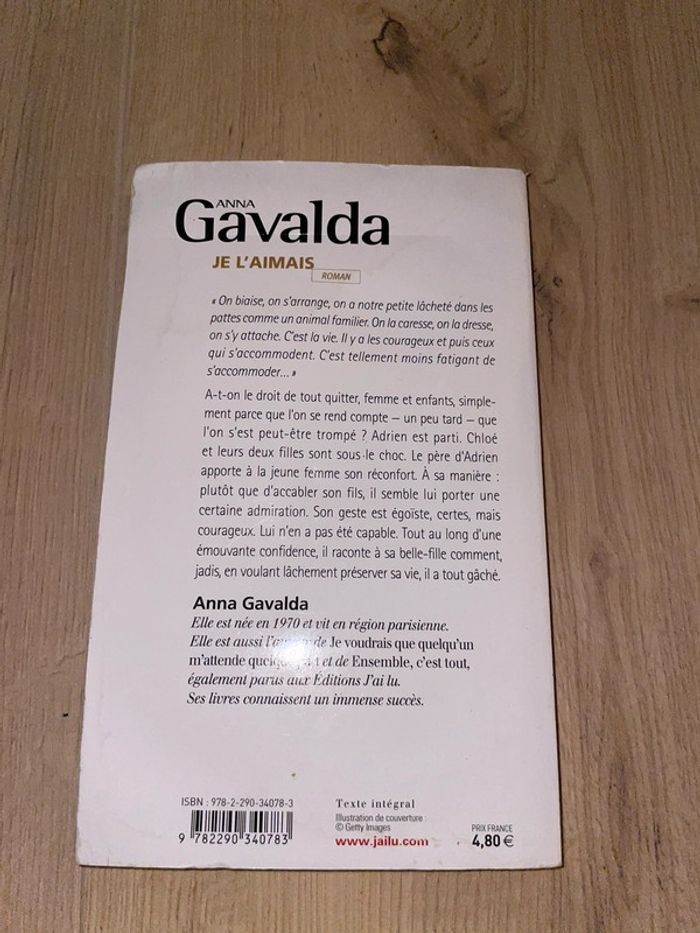 ANNA
Gavalda
JE L'AIMAIS
ROMAN
« On biaise, on s'arrange, on a notre petite lâcheté dans les
pattes comme un animal familier. On la caresse, on la dresse,
on s'y attache. C'est la vie. Il y a les courageux et puis ceux
qui s'accommodent. C'est tellement moins fatigant de
s'accommoder... »
A-t-on le droit de tout quitter, femme et enfants, simple-
ment parce que l'on se rend compte – un peu tard – que
l'on s'est peut-être trompé ? Adrien est parti. Chloé
et leurs deux filles sont sous le choc. Le père d'Adrien
apporte à la jeune femme son réconfort. À sa manière :
plutôt que d'accabler son fils, il semble lui porter une
certaine admiration. Son geste est égoïste, certes, mais
courageux. Lui n'en a pas été capable. Tout au long d'une
émouvante confidence, il raconte à sa belle-fille comment,
jadis, en voulant lâchement préserver sa vie, il a tout gâché.
Anna Gavalda
Elle est née en 1970 et vit en région parisienne.
Elle est aussi de Je voudrais que quelqu'un
m'attende et de Ensemble, c'est tout,
également parus aux Éditions J'ai lu.
Ses livres connaissent un immense succès.
ISBN : 978-2-290-34078-3
9 782290 340783
Texte intégral
Illustration de couverture :
© Getty Images
www.jailu.com
PRIX FRANCE
4,80 €